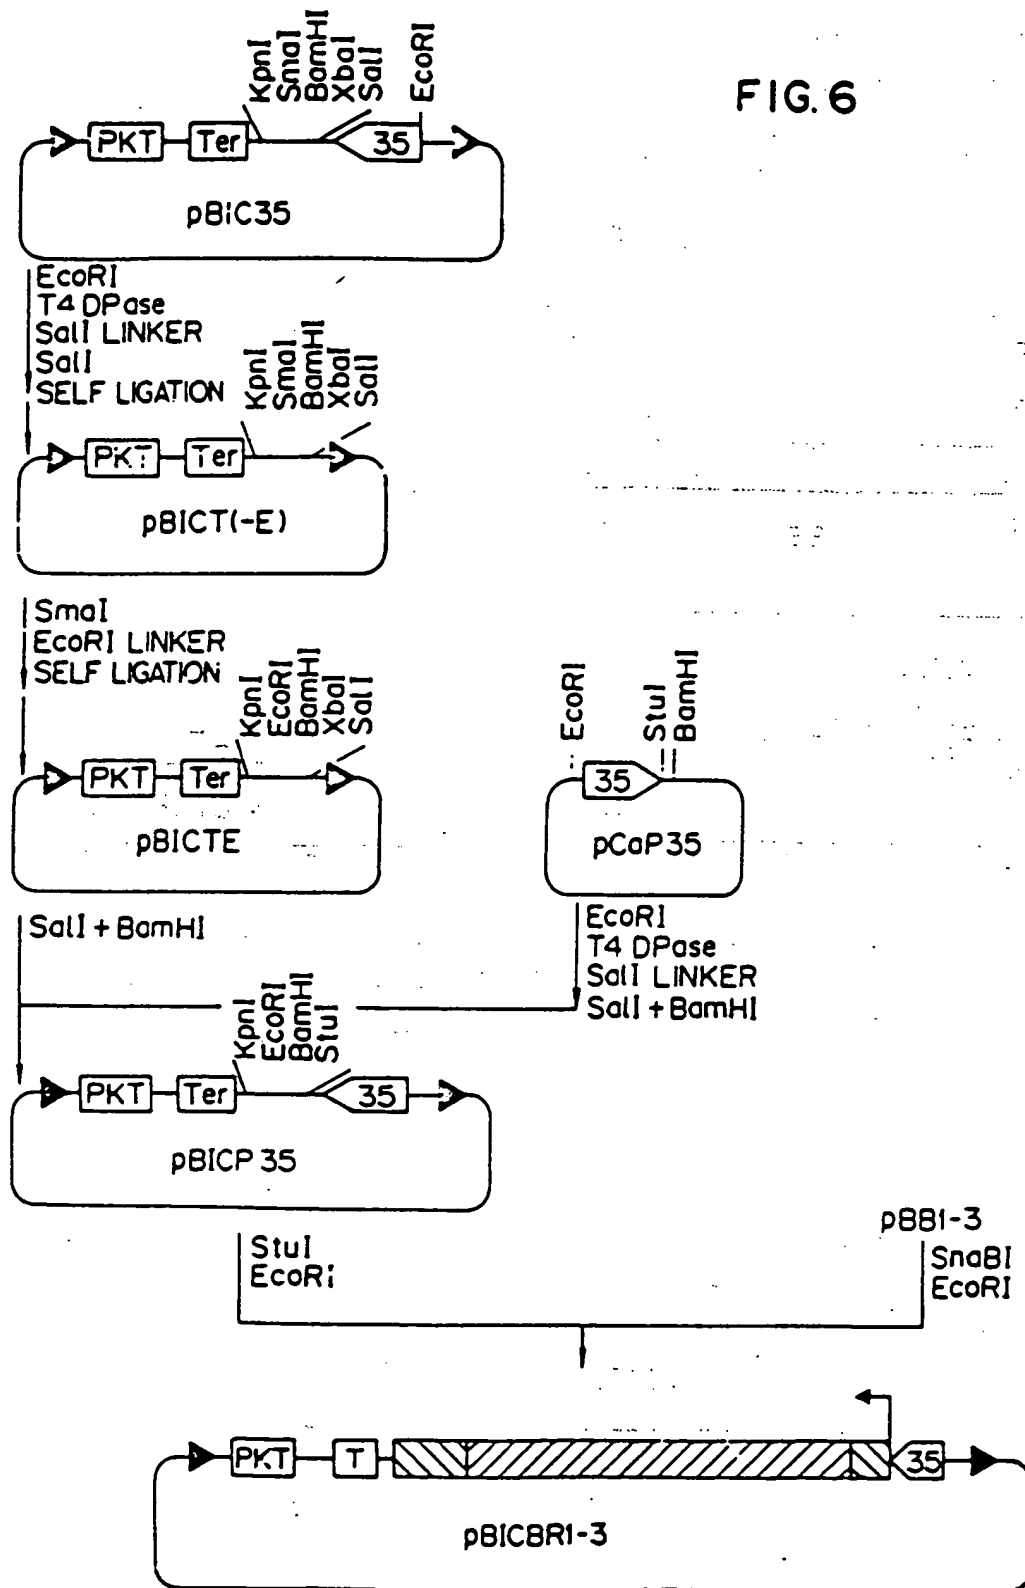 FIG. 6
KpnI
SmaI
BamHI
XbaI
SalI
EcoRI
PKT
Ter
35
pBiC35
EcoRI
T4 DPase
SalI LINKER
SalI
SELF LIGATION
KpnI
SmaI
BamHI
XbaI
SalI
PKT
Ter
pBICT(-E)
SmaI
EcoRI LINKER
SELF LIGATION
KpnI
EcoRI
BamHI
XbaI
SalI
PKT
Ter
pBICTE
EcoRI
StuI
BamHI
35
pCaP35
SalI + BamHI
EcoRI
T4 DPase
SalI LINKER
SalI + BamHI
KpnI
EcoRI
BamHI
StuI
PKT
Ter
35
pBICP 35
StuI
EcoRi
pBB1-3
SnaBI
EcoRI
PKT
T
35
pBICBR1-3